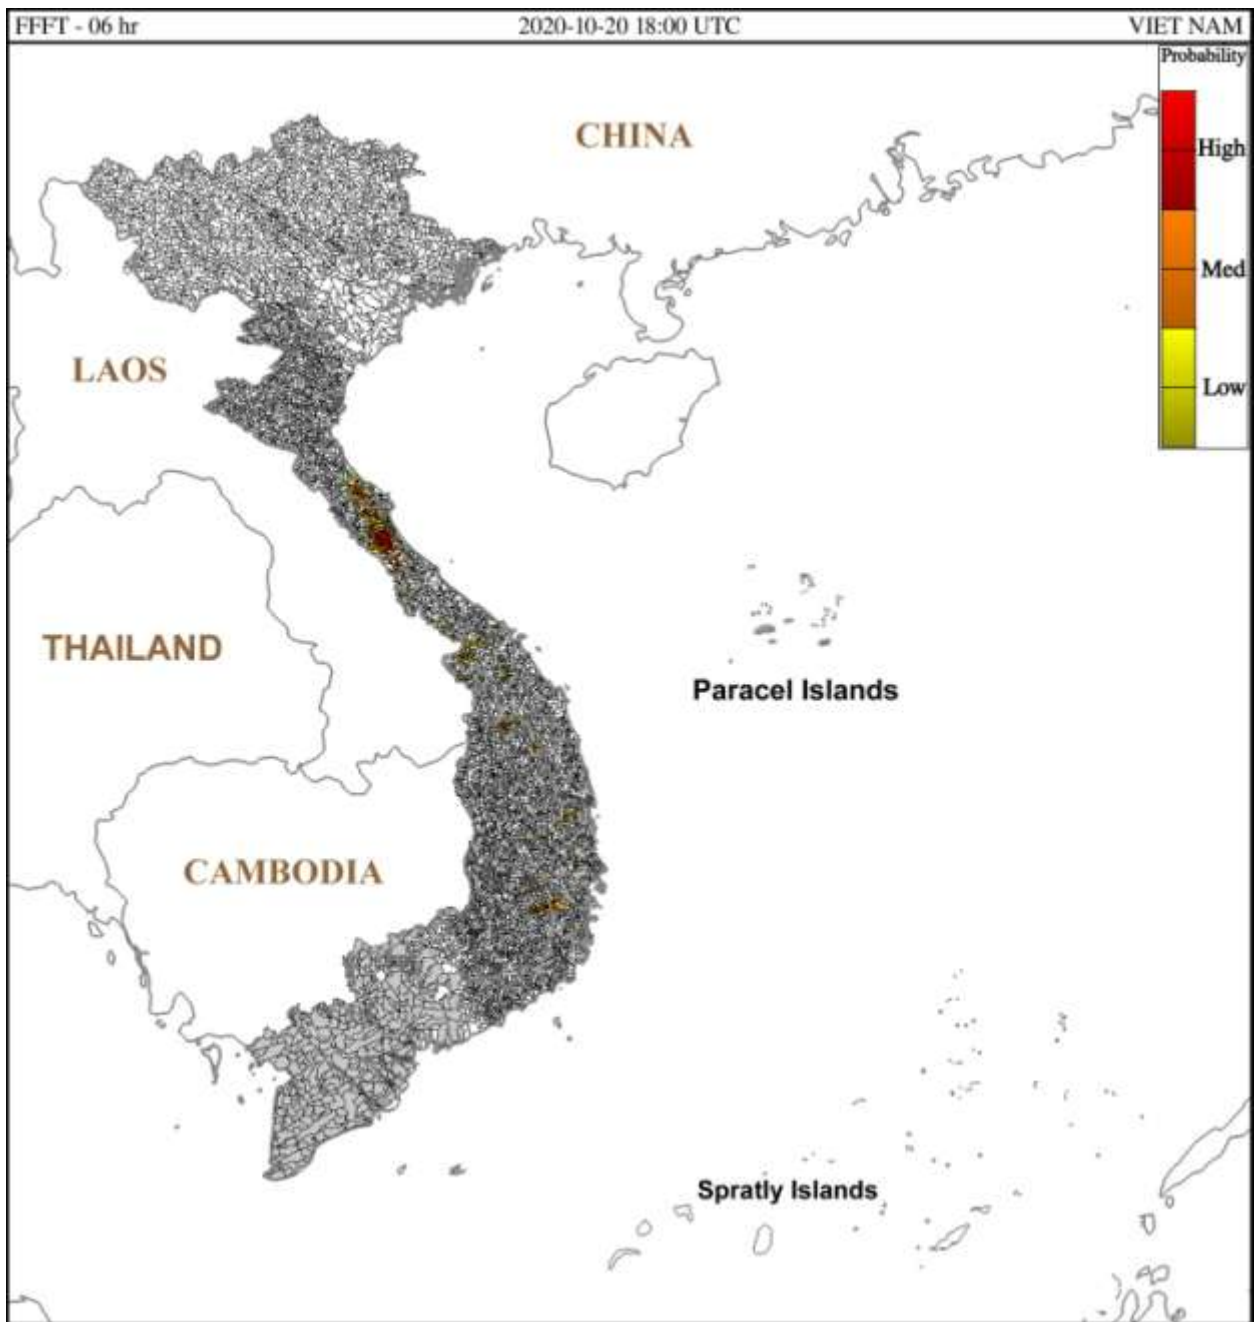 FFFT - 06 hr 2020-10-20 18:00 UTC VIET NAM
Probability
CHINA
High
Med
LAOS
Low
THAILAND
Paracel Islands
CAMBODIA
Spratly Islands